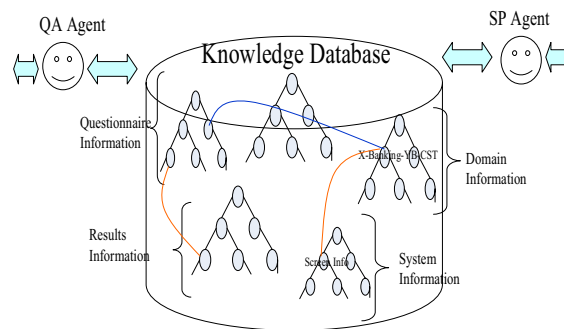 QA Agent
SP Agent
Knowledge Database
Questionnaire
Information
X-Banking-YB-CST
Domain
Information
Results
Information
Screen Info
System
Information